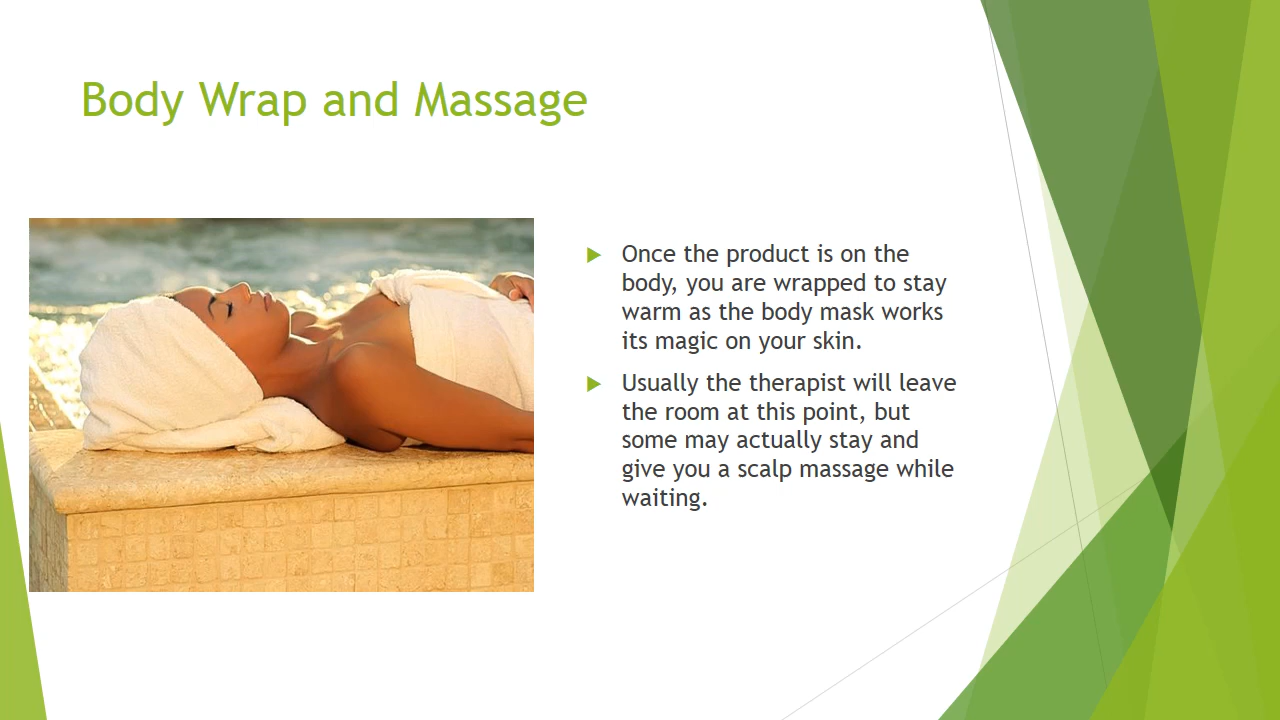 Body Wrap and Massage
Once the product is on the
body, you are wrapped to stay
warm as the body mask works
its magic on your skin.
Usually the therapist will leave
the room at this point, but
some may actually stay and
give you a scalp massage while
waiting.